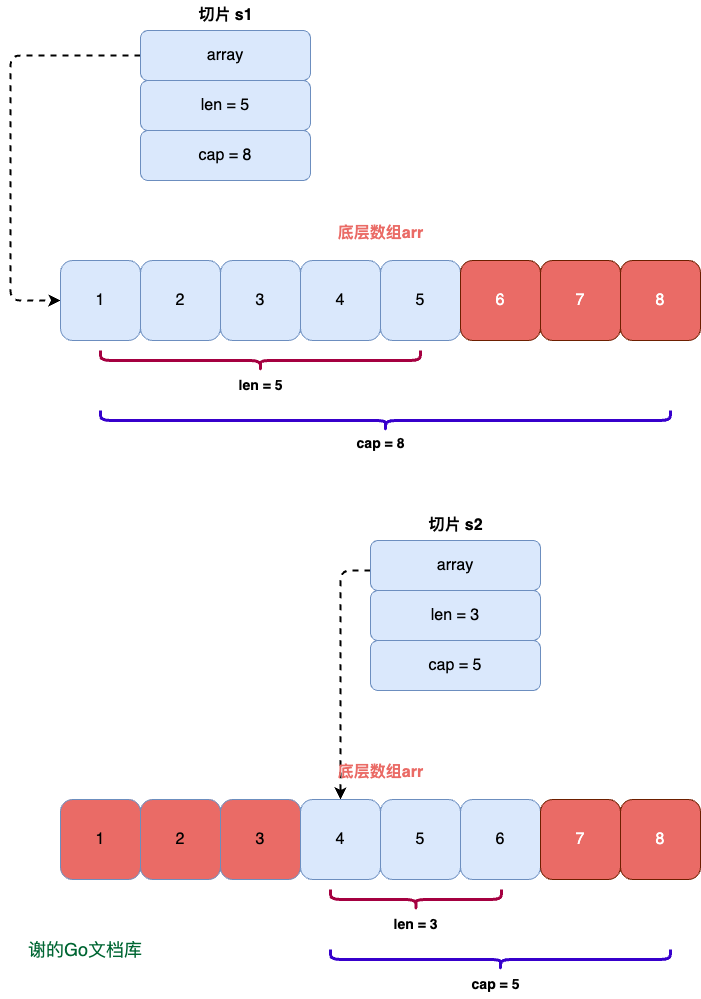 切片 s1
array
len = 5
cap = 8
底层数组arr
1 2 3 4 5 6 7 8
len = 5
cap = 8
切片 s2
array
len = 3
cap = 5
底层数组arr
1 2 3 4 5 6 7 8
len = 3
谢的Go文档库
cap = 5